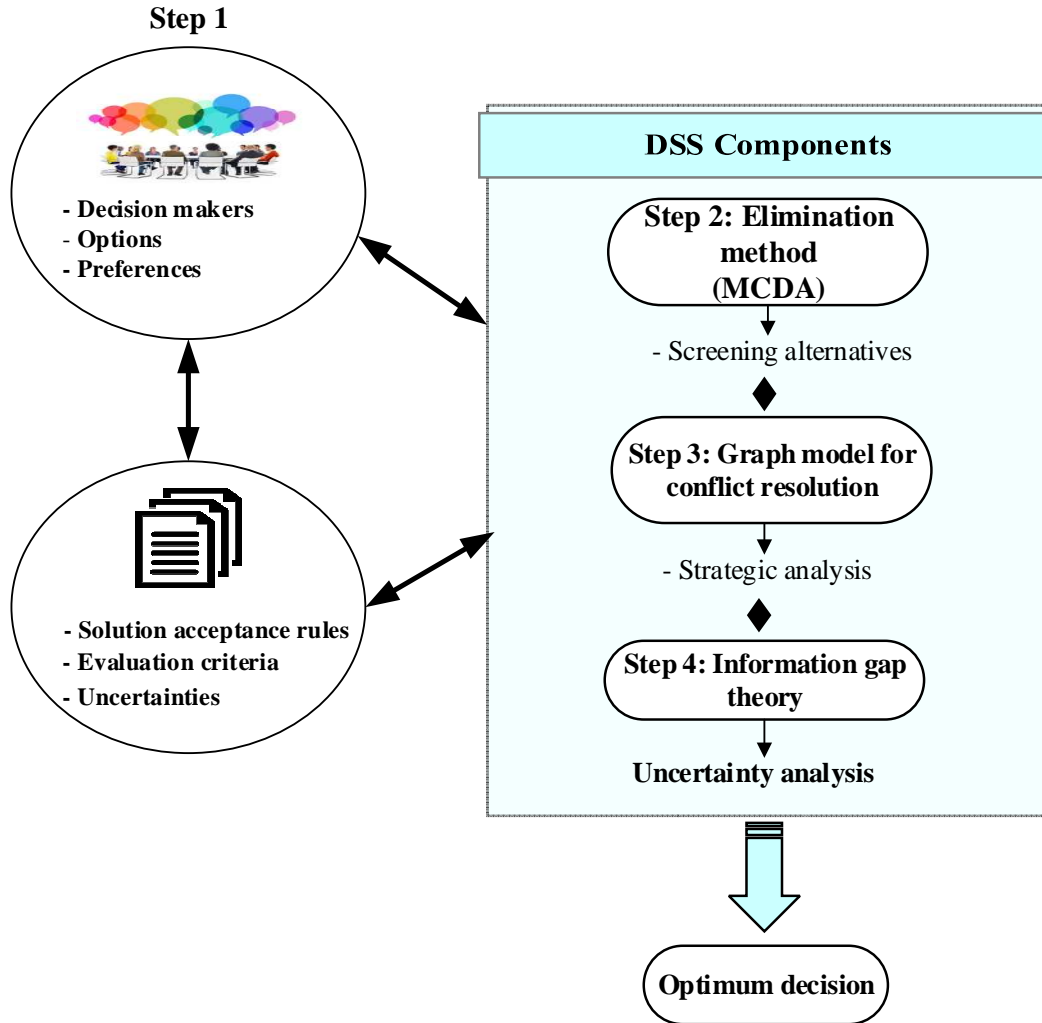 Step 1
- Decision makers
- Options
- Preferences
- Solution acceptance rules
- Evaluation criteria
- Uncertainties
DSS Components
Step 2: Elimination
method
(MCDA)
- Screening alternatives
Step 3: Graph model for
conflict resolution
- Strategic analysis
Step 4: Information gap
theory
Uncertainty analysis
Optimum decision